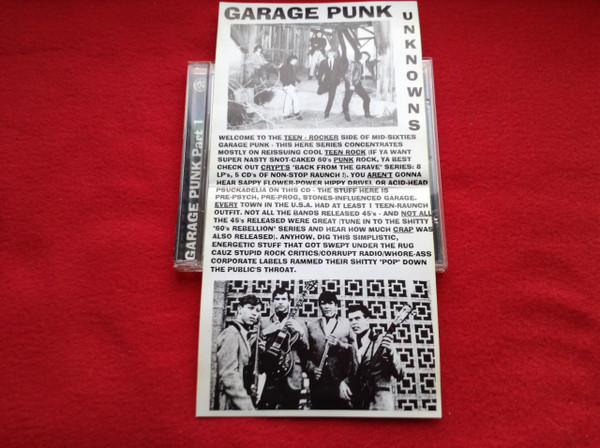 GARAGE PUNK
UNKNOWNS
GARAGE PUNK Part 1
WELCOME TO THE TEEN - ROCKER SIDE OF MID-SIXTIES
GARAGE PUNK - THIS HERE SERIES CONCENTRATES
MOSTLY ON REISSUING COOL TEEN ROCK (IF YA WANT
SUPER NASTY SNOT-CAKED 60's PUNK ROCK, YA BEST
CHECK OUT CRYPT'S "BACK FROM THE GRAVE" SERIES: 8
LP's, 5 CD's OF NON-STOP RAUNCH !). YOU AREN'T GONNA
HEAR SAPPY FLOWER-POWER HIPPY DRIVEL OR ACID-HEAD
PSUCKADELIA ON THIS CD - THE STUFF HERE IS
PRE-PSYCH, PRE-PROG, STONES-INFLUENCED GARAGE.
EVERY TOWN IN THE U.S.A. HAD AT LEAST 1 TEEN-RAUNCH
OUTFIT. NOT ALL THE BANDS RELEASED 45's - AND NOT ALL
THE 45's RELEASED WERE GREAT (TUNE IN TO THE SHITTY
"60's REBELLION" SERIES AND HEAR HOW MUCH CRAP WAS
ALSO RELEASED). ANYHOW, DIG THIS SIMPLISTIC,
ENERGETIC STUFF THAT GOT SWEPT UNDER THE RUG
CAUZ STUPID ROCK CRITICS/CORRUPT RADIO/WHORE-ASS
CORPORATE LABELS RAMMED THEIR SHITTY "POP" DOWN
THE PUBLIC'S THROAT.